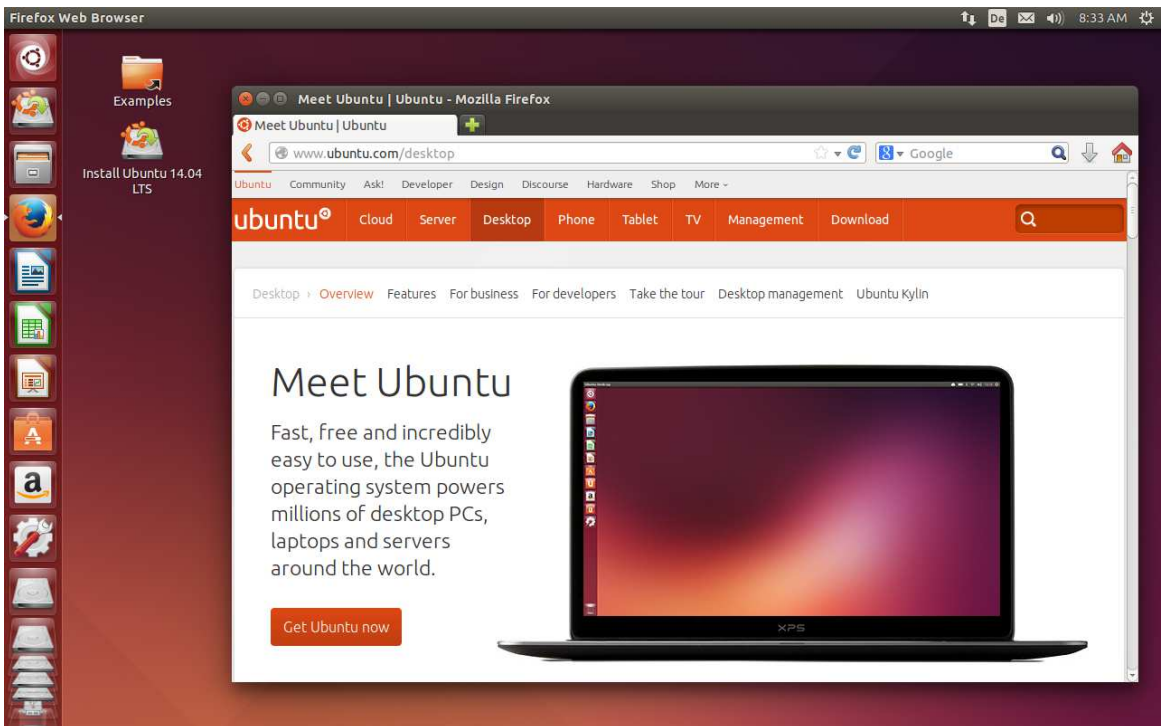 Firefox Web Browser
De
8:33 AM
Examples
Install Ubuntu 14.04
LTS
Meet Ubuntu | Ubuntu - Mozilla Firefox
Meet Ubuntu | Ubuntu
www.ubuntu.com/desktop
Google
Ubuntu Community Ask! Developer Design Discourse Hardware Shop More
ubuntu Cloud Server Desktop Phone Tablet TV Management Download
Desktop › Overview Features For business For developers Take the tour Desktop management Ubuntu Kylin
Meet Ubuntu
Fast, free and incredibly
easy to use, the Ubuntu
operating system powers
millions of desktop PCs,
laptops and servers
around the world.
Get Ubuntu now
XPS